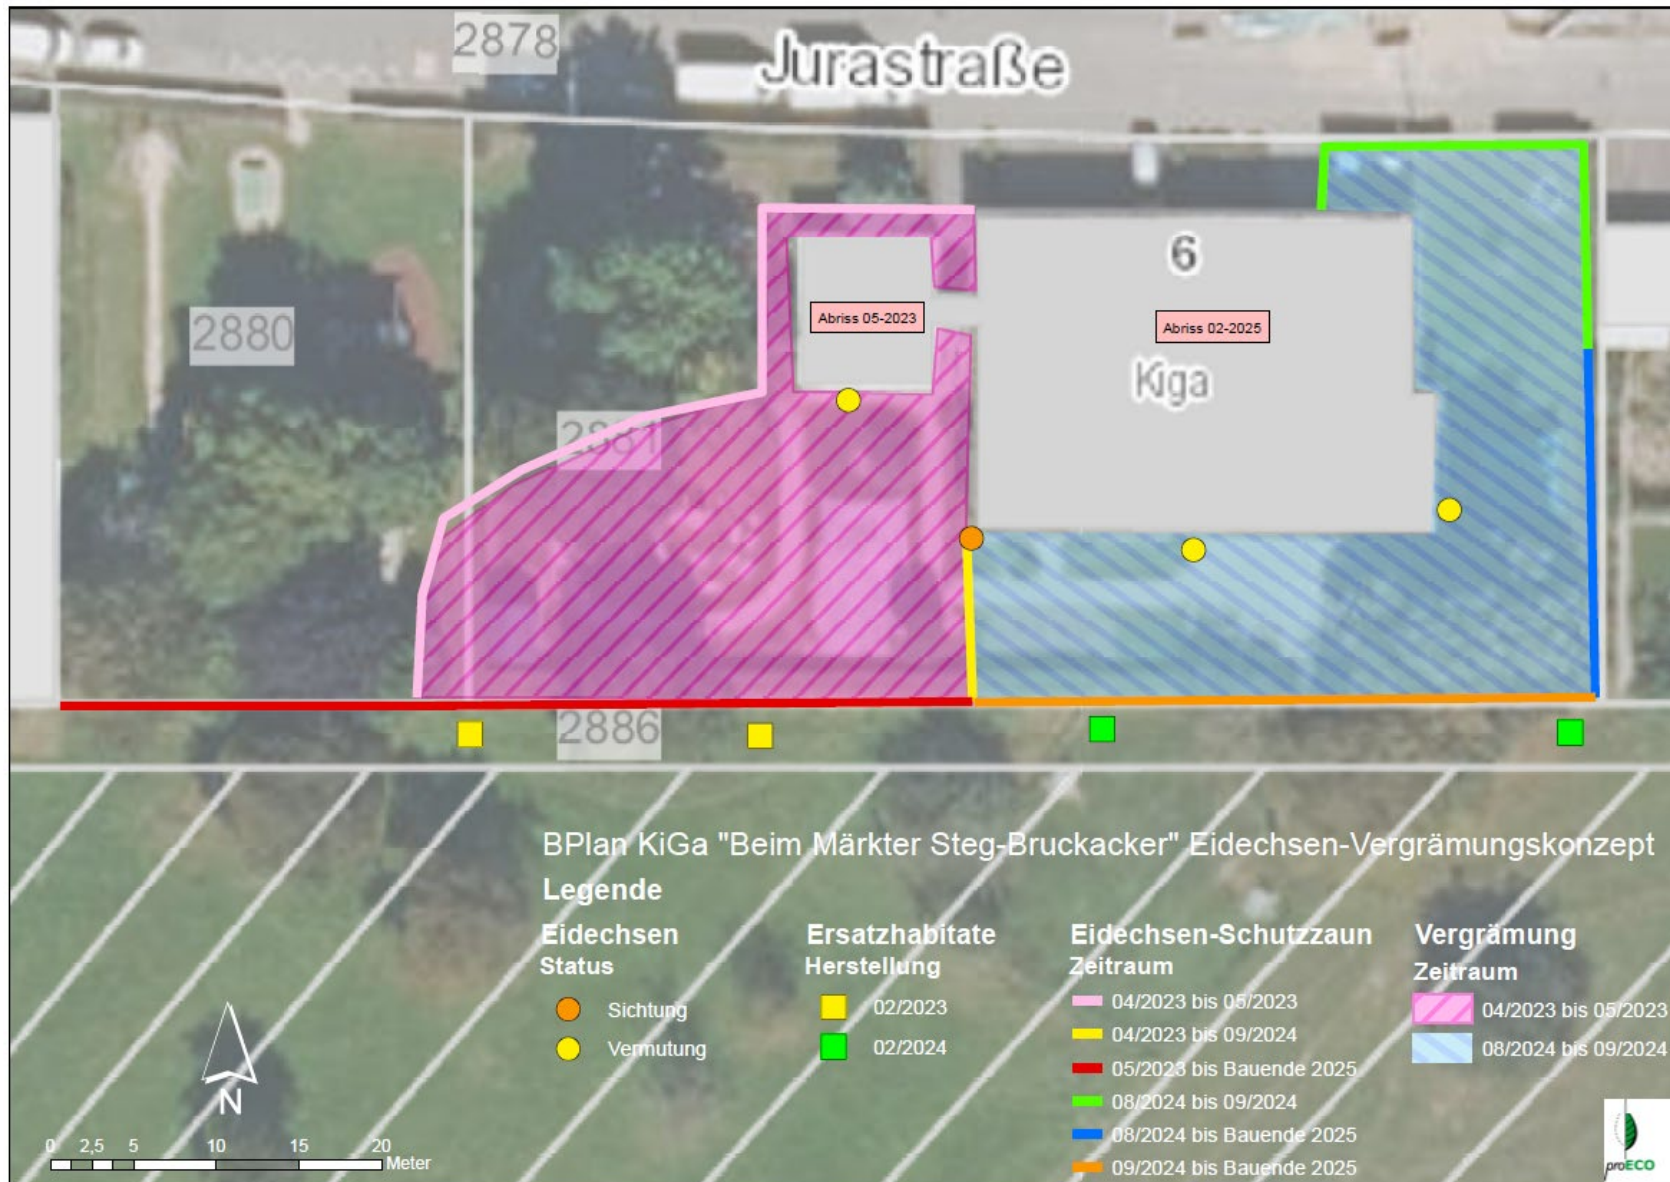 2878
Jurastraße
6
Abriss 05-2023
Abriss 02-2025
2880
Kiga
2881
2886
BPlan KiGa "Beim Märkter Steg-Bruckacker" Eidechsen-Vergrämungskonzept
Legende
Eidechsen
Status
Sichtung
Vermutung
Ersatzhabitate
Herstellung
02/2023
02/2024
Eidechsen-Schutzzaun
Zeitraum
04/2023 bis 05/2023
04/2023 bis 09/2024
05/2023 bis Bauende 2025
08/2024 bis 09/2024
08/2024 bis Bauende 2025
09/2024 bis Bauende 2025
Vergrämung
Zeitraum
04/2023 bis 05/2023
08/2024 bis 09/2024
N
0 2,5 5 10 15 20
Meter
proECO